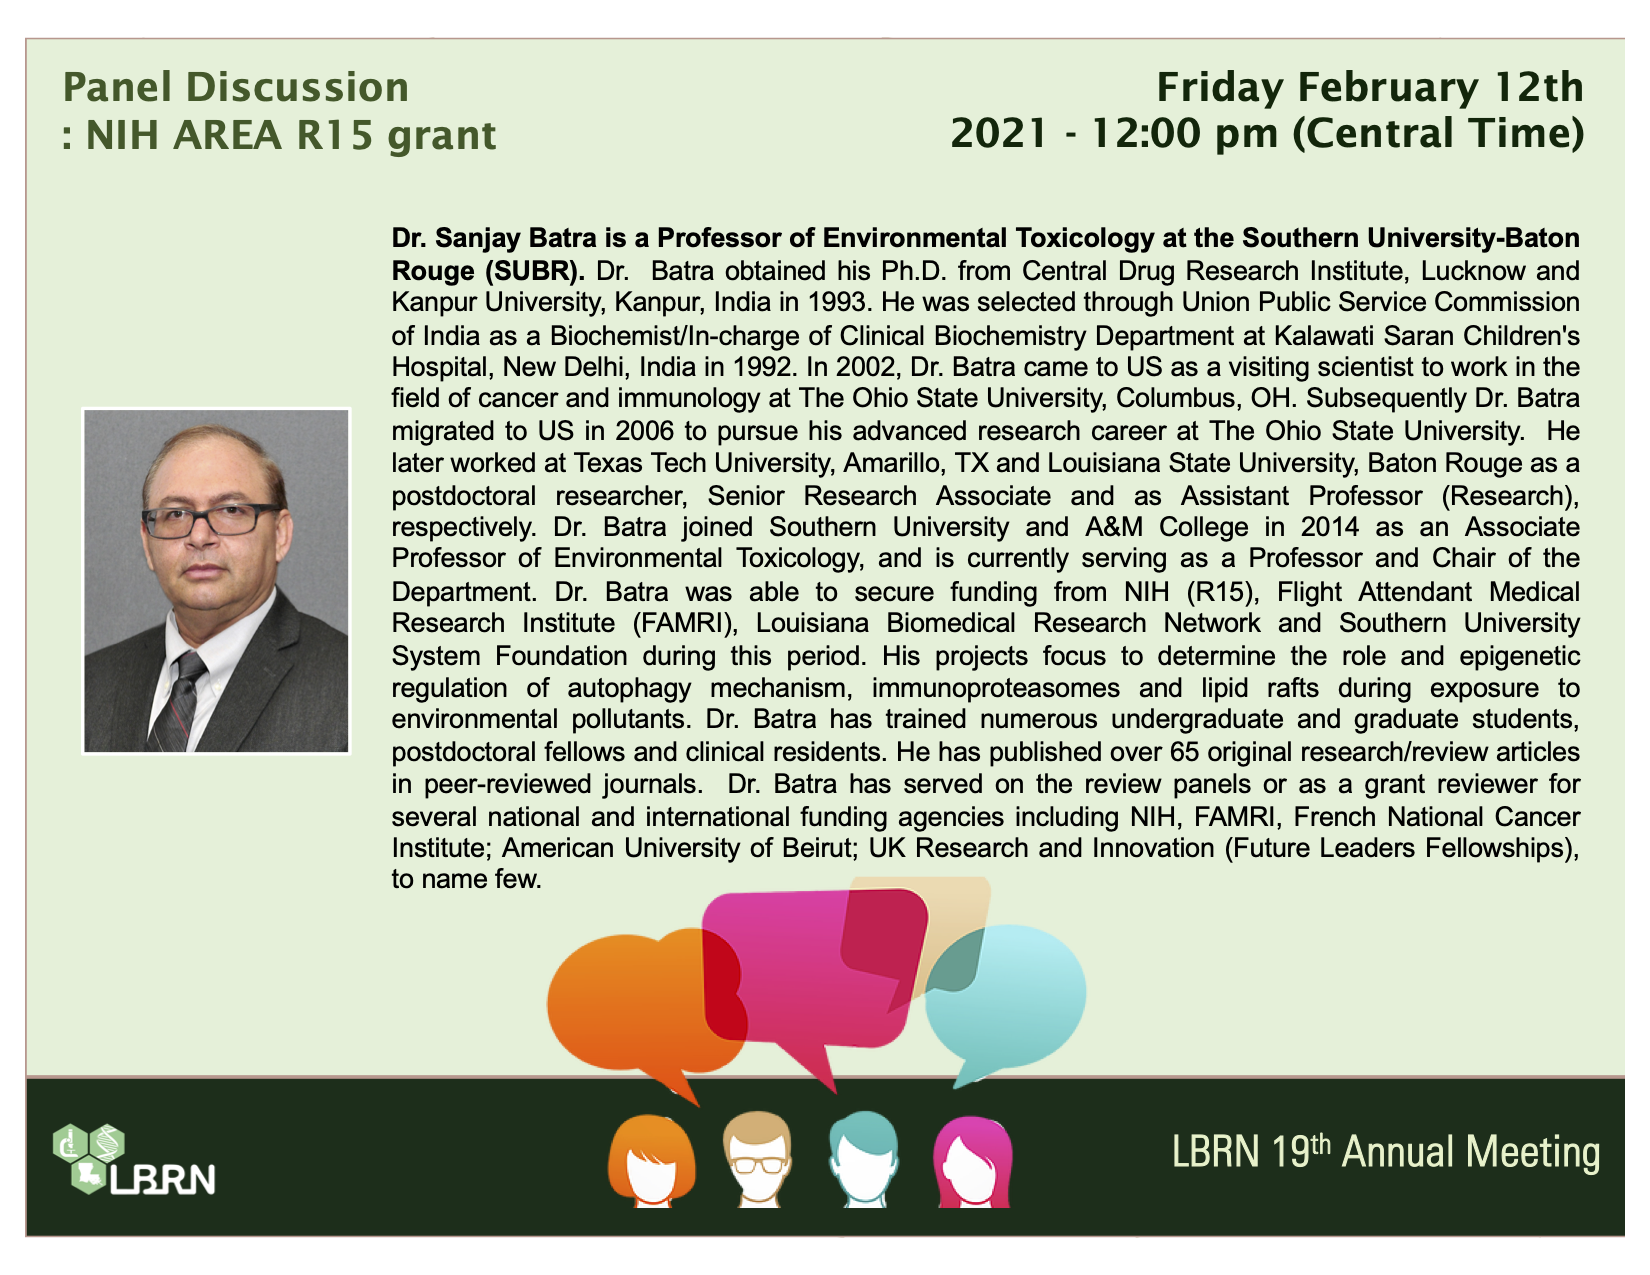 Panel Discussion
: NIH AREA R15 grant
Friday February 12th
2021 - 12:00 pm (Central Time)
Dr. Sanjay Batra is a Professor of Environmental Toxicology at the Southern University-Baton
Rouge (SUBR). Dr. Batra obtained his Ph.D. from Central Drug Research Institute, Lucknow and
Kanpur University, Kanpur, India in 1993. He was selected through Union Public Service Commission
of India as a Biochemist/In-charge of Clinical Biochemistry Department at Kalawati Saran Children's
Hospital, New Delhi, India in 1992. In 2002, Dr. Batra came to US as a visiting scientist to work in the
field of cancer and immunology at The Ohio State University, Columbus, OH. Subsequently Dr. Batra
migrated to US in 2006 to pursue his advanced research career at The Ohio State University. He
later worked at Texas Tech University, Amarillo, TX and Louisiana State University, Baton Rouge as a
postdoctoral researcher, Senior Research Associate and as Assistant Professor (Research),
respectively. Dr. Batra joined Southern University and A&M College in 2014 as an Associate
Professor of Environmental Toxicology, and is currently serving as a Professor and Chair of the
Department. Dr. Batra was able to secure funding from NIH (R15), Flight Attendant Medical
Research Institute (FAMRI), Louisiana Biomedical Research Network and Southern University
System Foundation during this period. His projects focus to determine the role and epigenetic
regulation of autophagy mechanism, immunoproteasomes and lipid rafts during exposure to
environmental pollutants. Dr. Batra has trained numerous undergraduate and graduate students,
postdoctoral fellows and clinical residents. He has published over 65 original research/review articles
in peer-reviewed journals. Dr. Batra has served on the review panels or as a grant reviewer for
several national and international funding agencies including NIH, FAMRI, French National Cancer
Institute; American University of Beirut; UK Research and Innovation (Future Leaders Fellowships),
to name few.
LBRN
LBRN 19th Annual Meeting